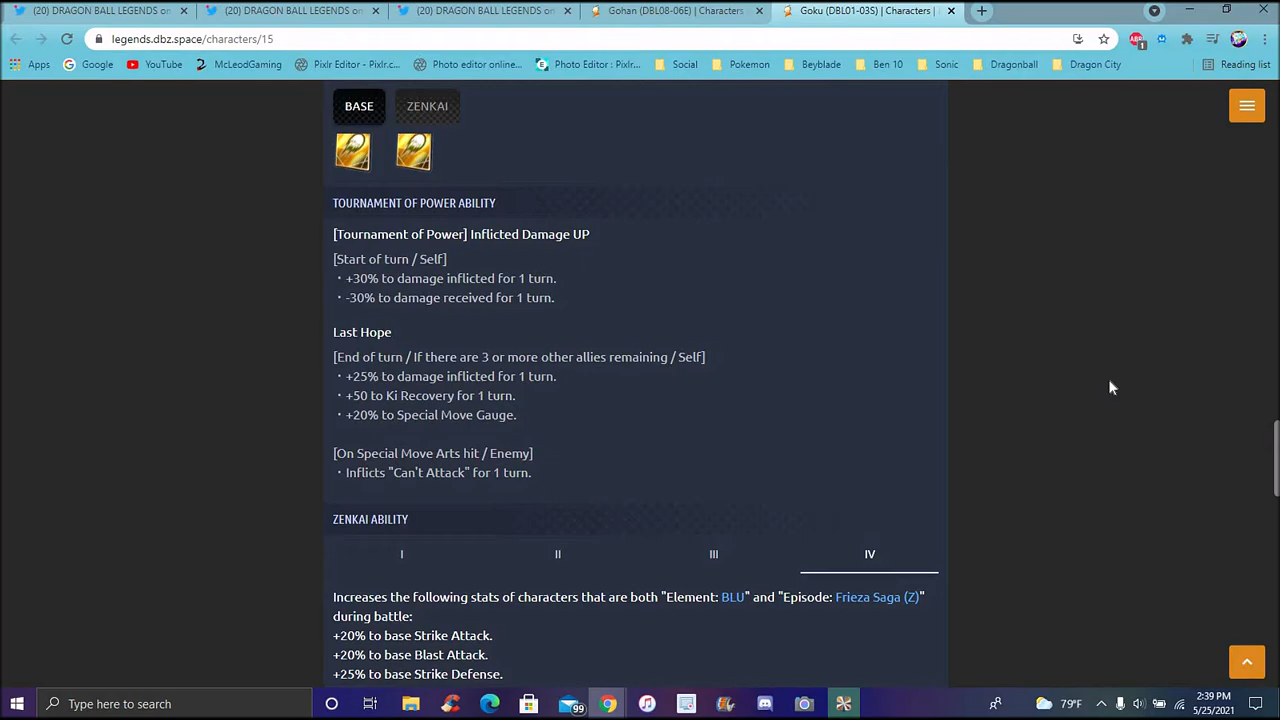 (20) DRAGON BALL LEGENDS on
(20) DRAGON BALL LEGENDS on
(20) DRAGON BALL LEGENDS on
Gohan (DBL08-06E) | Characters
Goku (DBL01-03S) | Characters |
legends.dbz.space/characters/15
Apps
Google
YouTube
McLeodGaming
Pixlr Editor - Pixlr.c...
Photo editor online...
Photo Editor : Pixlr...
Social
Pokemon
Beyblade
Ben 10
Sonic
Dragonball
Dragon City
Reading list
BASE
ZENKAI
TOURNAMENT OF POWER ABILITY
[Tournament of Power] Inflicted Damage UP
[Start of turn / Self]
・+30% to damage inflicted for 1 turn.
・-30% to damage received for 1 turn.
Last Hope
[End of turn / If there are 3 or more other allies remaining / Self]
・+25% to damage inflicted for 1 turn.
・+50 to Ki Recovery for 1 turn.
・+20% to Special Move Gauge.
[On Special Move Arts hit / Enemy]
・Inflicts "Can't Attack" for 1 turn.
ZENKAI ABILITY
I
II
III
IV
Increases the following stats of characters that are both "Element: BLU" and "Episode: Frieza Saga (Z)"
during battle:
+20% to base Strike Attack.
+20% to base Blast Attack.
+25% to base Strike Defense.
Type here to search
99
79°F
2:39 PM
5/25/2021